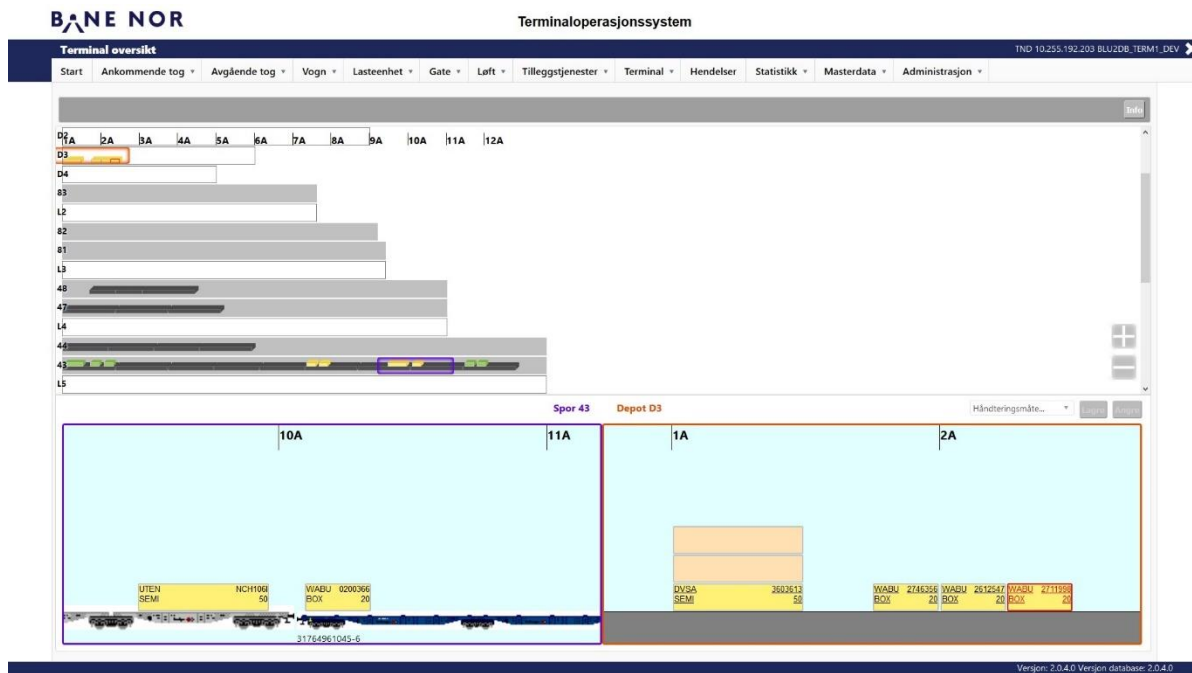 BANE NOR
Terminaloperasjonssystem
Terminal oversikt
TND 10.255.192.203 BLU2DB_TERM1_DEV
Start Ankommende tog Avgående tog Vogn Lasteenhet Gate Løft Tilleggstjenester Terminal Hendelser Statistikk Masterdata Administrasjon
Info
D2
1A 2A 3A 4A 5A 6A 7A 8A 9A 10A 11A 12A
D3
D4
83
L2
82
81
L3
48
47
L4
44
43
L5
Spor 43 Depot D3 Håndteringsmåte... Lagre Angre
10A 11A 1A 2A
UTEN NCH106I WABU 0200366 DVSA 3603613 WABU 2746356 WABU 2612547 WABU 2711998
SEMI 50 BOX 20 SEMI 50 BOX 20 BOX 20 BOX 20
31764961045-6
Versjon: 2.0.4.0 Versjon database: 2.0.4.0